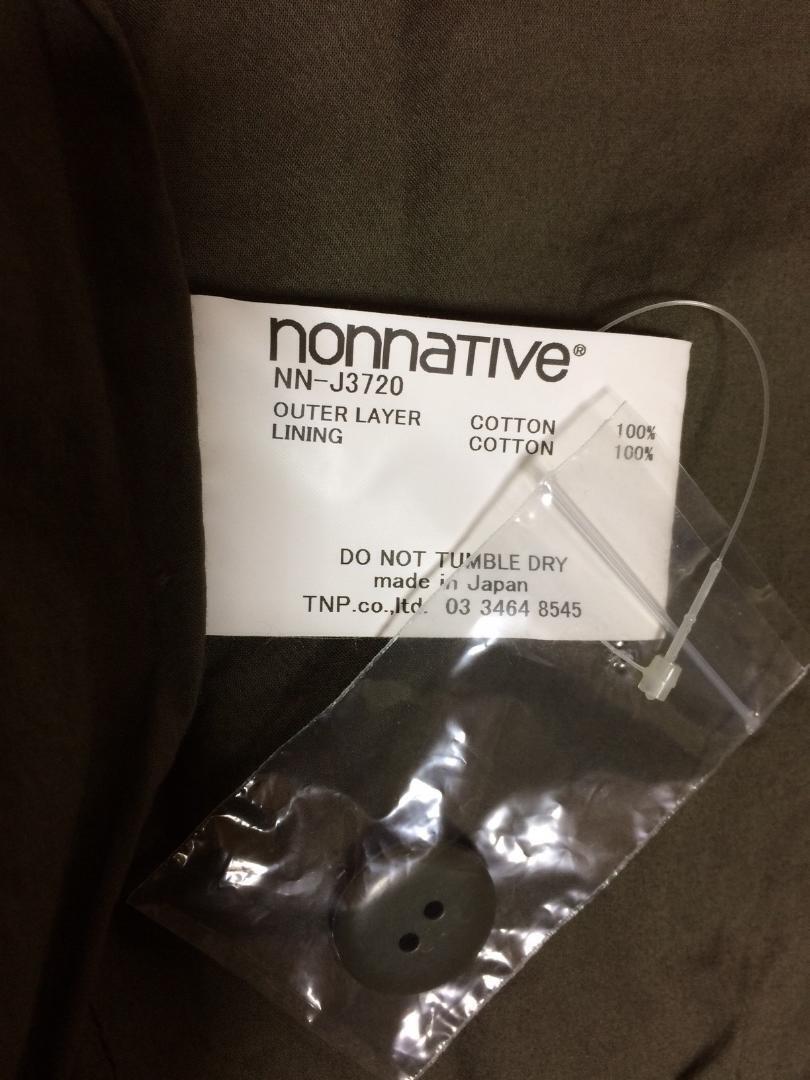 nonnative®
NN-J3720
OUTER LAYER COTTON 100%
LINING COTTON 100%
DO NOT TUMBLE DRY
made in Japan
TNP.co.,ltd. 03 3464 8545